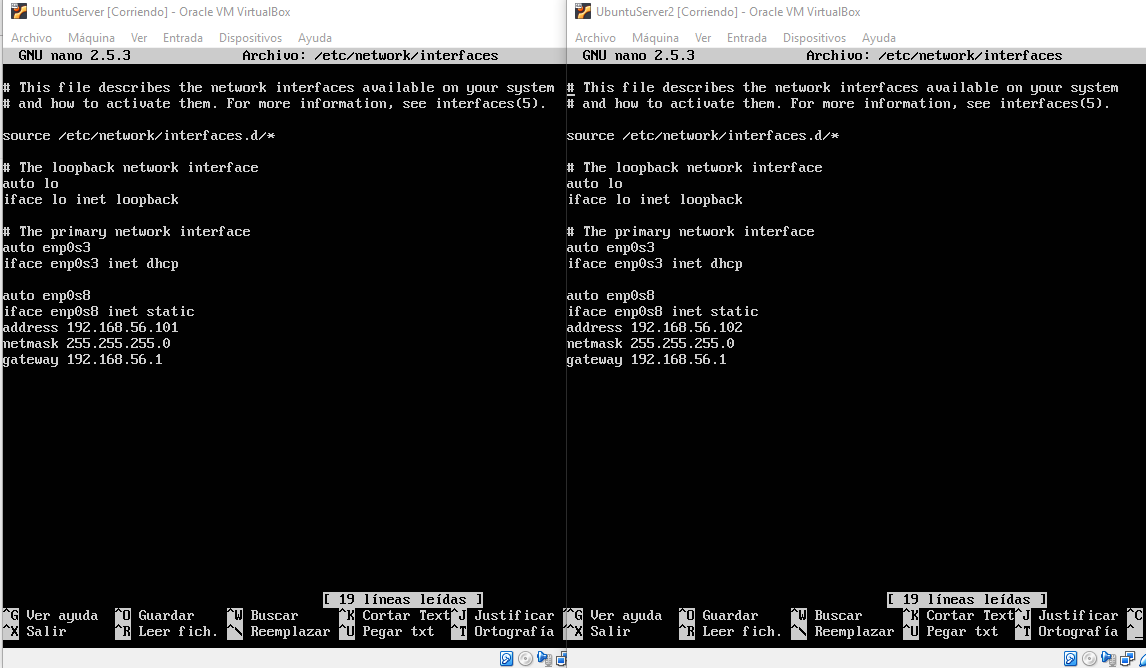 UbuntuServer [Corriendo] - Oracle VM VirtualBox
Archivo Máquina Ver Entrada Dispositivos Ayuda
GNU nano 2.5.3 Archivo: /etc/network/interfaces
# This file describes the network interfaces available on your system
# and how to activate them. For more information, see interfaces(5).
source /etc/network/interfaces.d/*
# The loopback network interface
auto lo
iface lo inet loopback
# The primary network interface
auto enp0s3
iface enp0s3 inet dhcp
auto enp0s8
iface enp0s8 inet static
address 192.168.56.101
netmask 255.255.255.0
gateway 192.168.56.1
[ 19 líneas leídas ]
^G Ver ayuda ^O Guardar ^W Buscar ^K Cortar Text ^J Justificar
^X Salir ^R Leer fich. ^\ Reemplazar ^U Pegar txt ^T Ortografía
UbuntuServer2 [Corriendo] - Oracle VM VirtualBox
Archivo Máquina Ver Entrada Dispositivos Ayuda
GNU nano 2.5.3 Archivo: /etc/network/interfaces
# This file describes the network interfaces available on your system
# and how to activate them. For more information, see interfaces(5).
source /etc/network/interfaces.d/*
# The loopback network interface
auto lo
iface lo inet loopback
# The primary network interface
auto enp0s3
iface enp0s3 inet dhcp
auto enp0s8
iface enp0s8 inet static
address 192.168.56.102
netmask 255.255.255.0
gateway 192.168.56.1
[ 19 líneas leídas ]
^G Ver ayuda ^O Guardar ^W Buscar ^K Cortar Text ^J Justificar ^C
^X Salir ^R Leer fich. ^\ Reemplazar ^U Pegar txt ^T Ortografía ^_